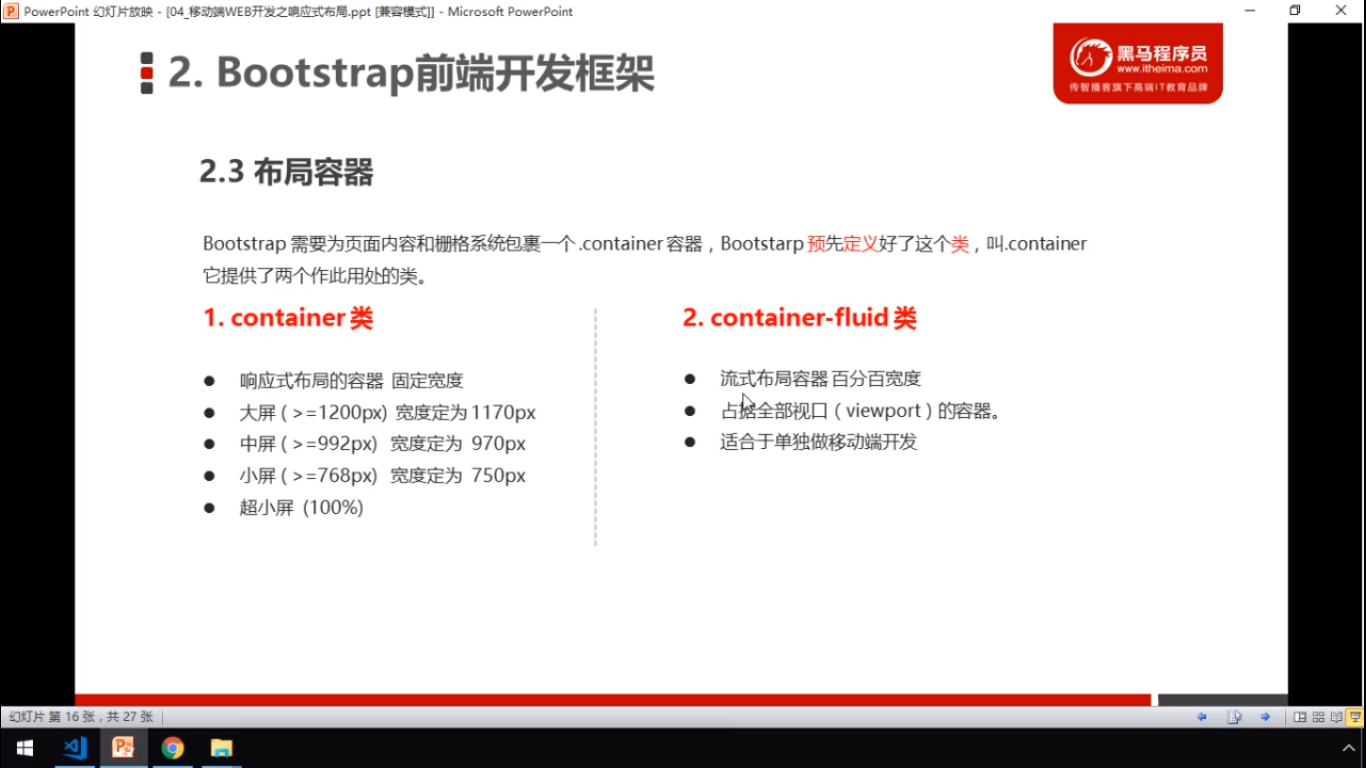 PowerPoint 幻灯片放映 - [04_移动端WEB开发之响应式布局.ppt [兼容模式]] - Microsoft PowerPoint
2. Bootstrap前端开发框架
黑马程序员
www.itheima.com
传智播客旗下高端IT教育品牌
2.3 布局容器
Bootstrap 需要为页面内容和栅格系统包裹一个 .container 容器，Bootstarp 预先定义好了这个类，叫.container
它提供了两个作此用处的类。
1. container 类
响应式布局的容器 固定宽度
大屏 ( >=1200px) 宽度定为 1170px
中屏 ( >=992px) 宽度定为 970px
小屏 ( >=768px) 宽度定为 750px
超小屏 (100%)
2. container-fluid 类
流式布局容器 百分百宽度
占据全部视口（viewport）的容器。
适合于单独做移动端开发
幻灯片 第 16 张，共 27 张